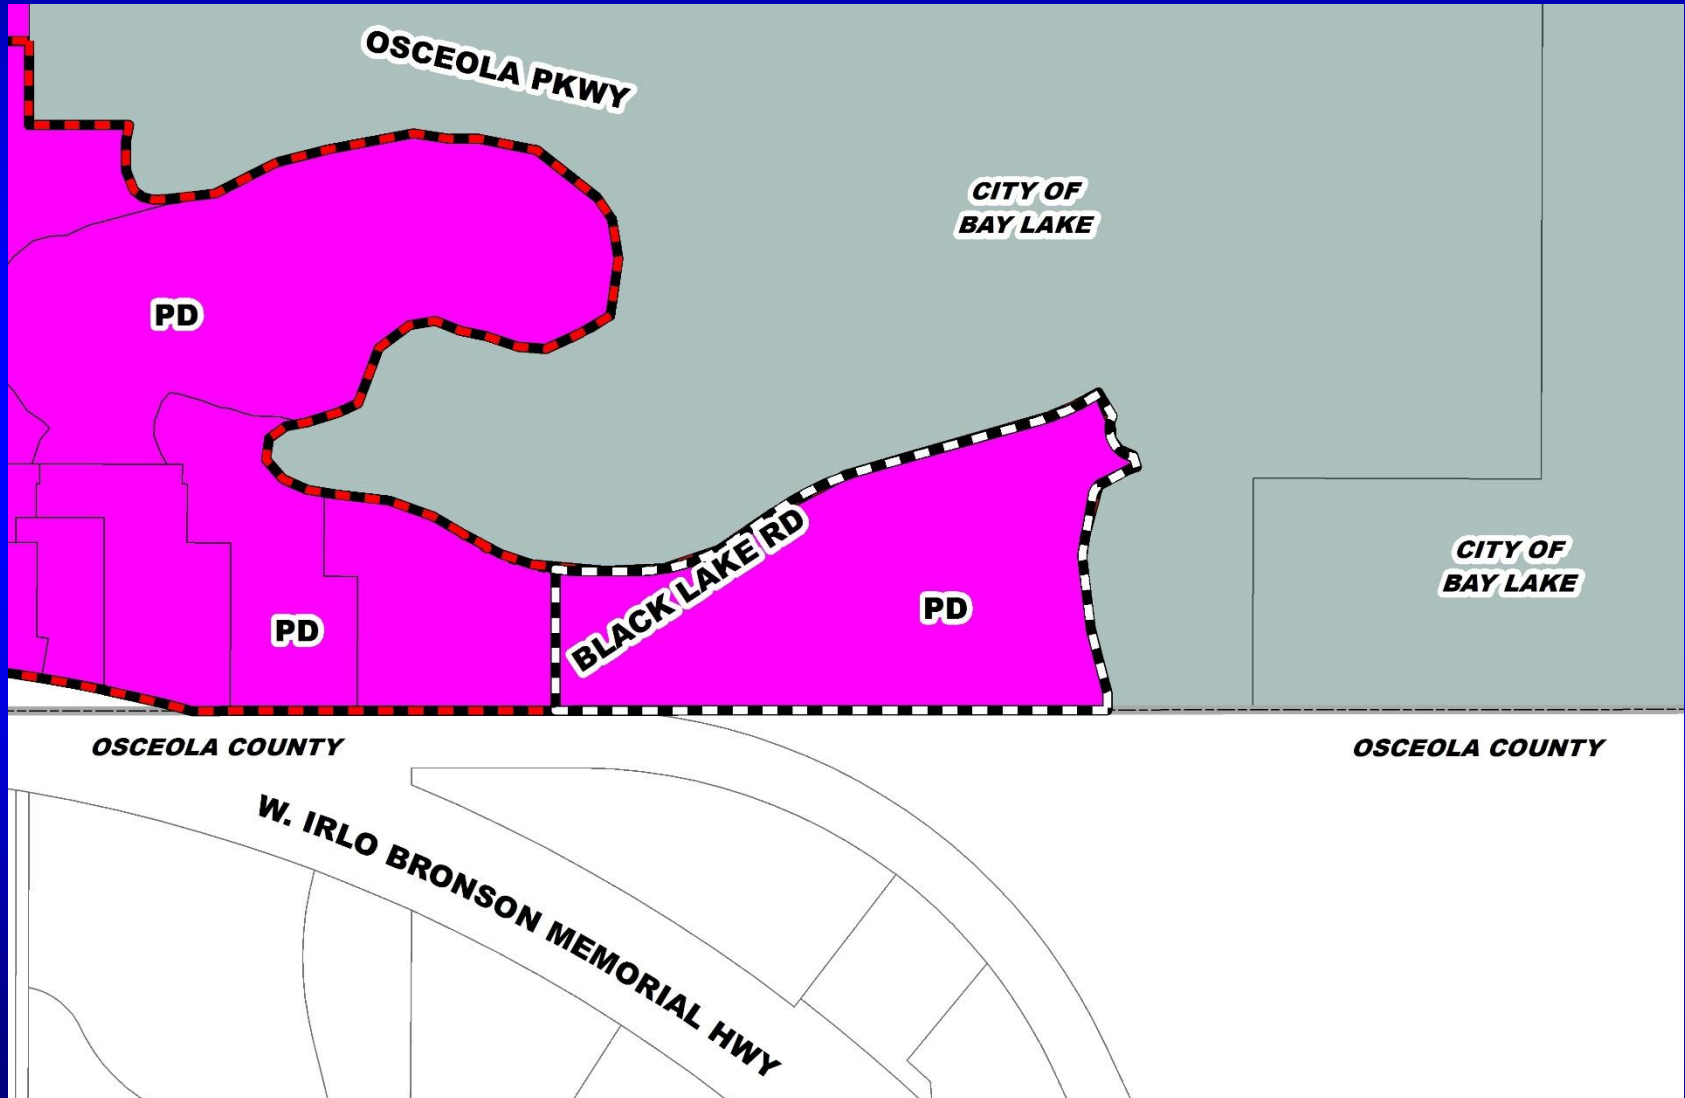 OSCEOLA PKWY
CITY OF
BAY LAKE
PD
BLACK LAKE RD
CITY OF
BAY LAKE
PD
PD
OSCEOLA COUNTY
OSCEOLA COUNTY
W. IRLO BRONSON MEMORIAL HWY